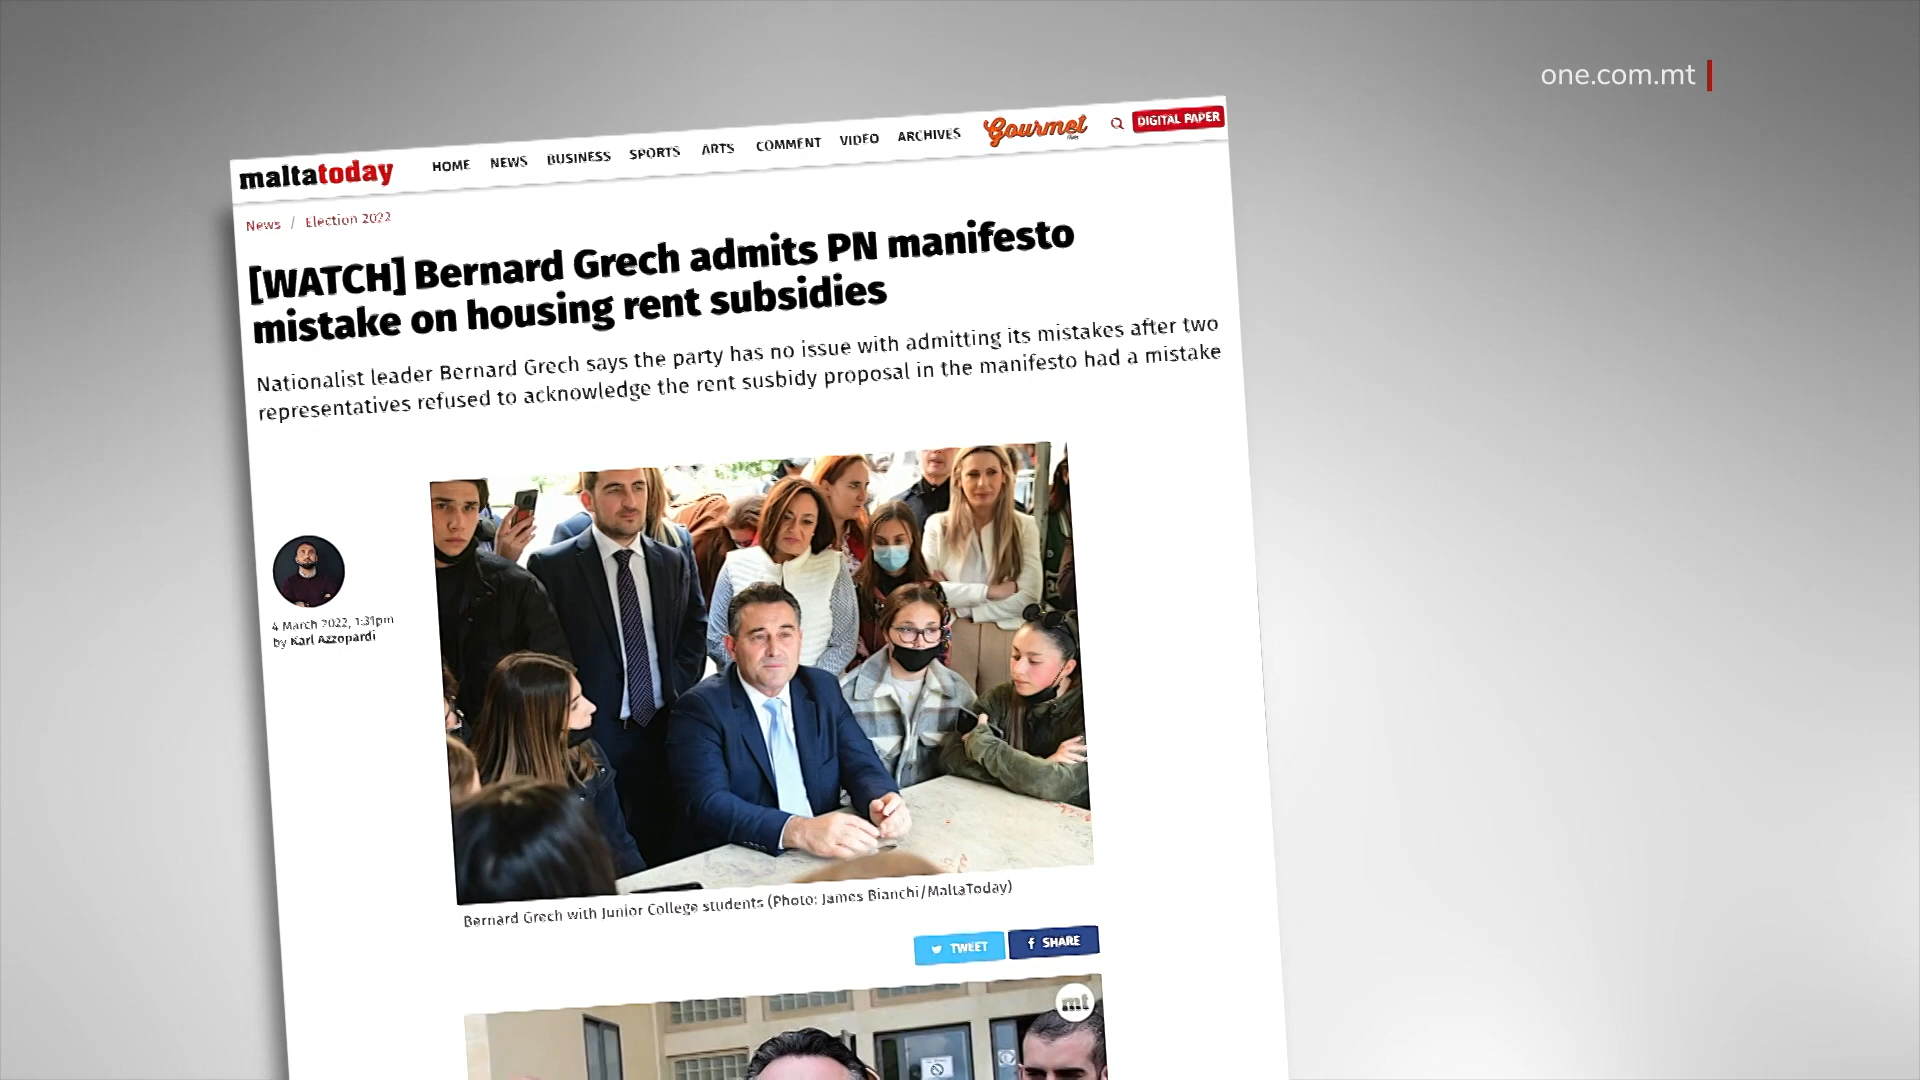 one.com.mt
maltatoday HOME NEWS BUSINESS SPORTS ARTS COMMENT VIDEO ARCHIVES Gourmet DIGITAL PAPER
News / Election 2022
[WATCH] Bernard Grech admits PN manifesto
mistake on housing rent subsidies
Nationalist leader Bernard Grech says the party has no issue with admitting its mistakes after two
representatives refused to acknowledge the rent susbidy proposal in the manifesto had a mistake
4 March 2022, 1:31pm
by Karl Azzopardi
Bernard Grech with Junior College students (Photo: James Bianchi/MaltaToday)
TWEET SHARE
mt